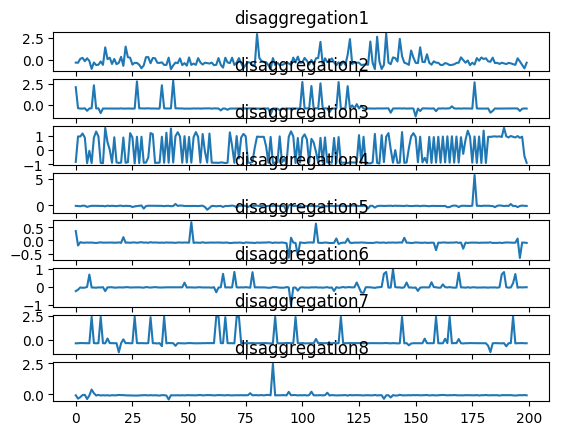 disaggregation1
2.5
0.0
disaggregation2
2.5
0.0
disaggregation3
1
0
-1
disaggregation4
5
0
disaggregation5
0.5
0.0
-0.5
disaggregation6
1
0
-1
disaggregation7
2.5
0.0
disaggregation8
2.5
0.0
0 25 50 75 100 125 150 175 200